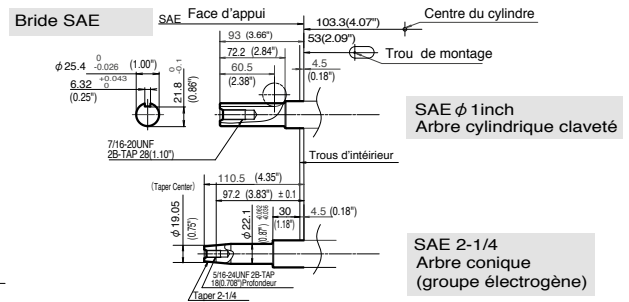 Bride SAE
SAE
Face d'appui
103.3(4.07")
Centre du cylindre
93 (3.66")
53(2.09")
72.2 (2.84")
Trou de montage
60.5
(2.38")
4.5
(0.18")
φ25.4 0 -0.026 (1.00")
6.32 +0.043 0
(0.25")
21.8 0 -0.1
(0.86")
7/16-20UNF
2B-TAP 28(1.10")
SAE φ 1inch
Arbre cylindrique claveté
Trous d'intérieur
110.5 (4.35")
(Taper Center)
97.2 (3.83") ± 0.1
φ19.05
(0.75")
φ22.1
(0.87")
30
(1.18")
4.5 (0.18")
5/16-24UNF 2B-TAP
18(0.708")Profondeur
Taper 2-1/4
SAE 2-1/4
Arbre conique
(groupe électrogène)